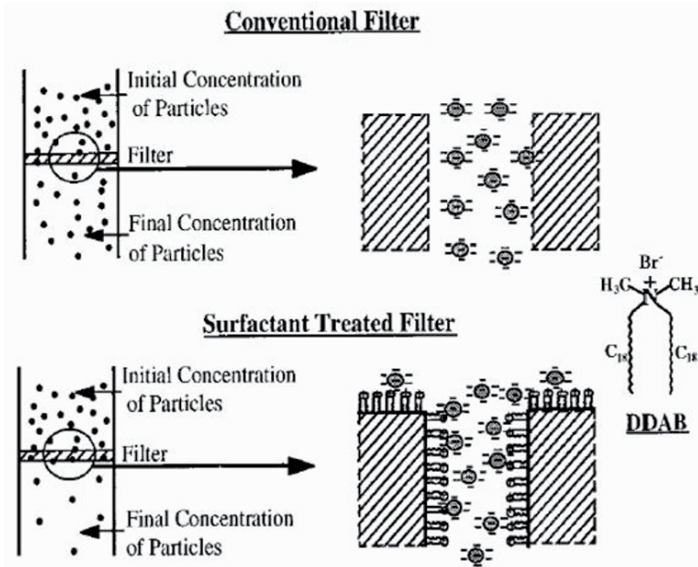 Conventional Filter
Initial Concentration
of Particles
Filter
Final Concentration
of Particles
Br-
+
H3C
N
CH3
C18
C18
DDAB
Surfactant Treated Filter
Initial Concentration
of Particles
Filter
Final Concentration
of Particles